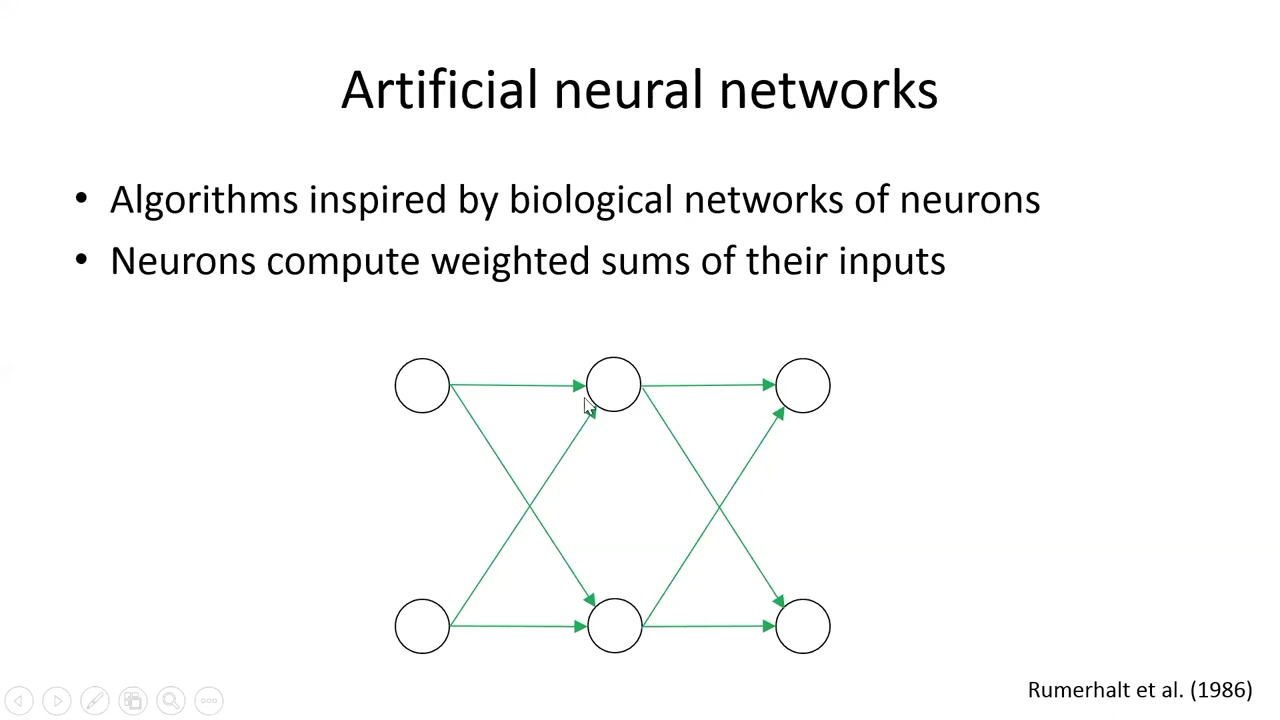 Artificial neural networks
• Algorithms inspired by biological networks of neurons
• Neurons compute weighted sums of their inputs
Rumerhalt et al. (1986)